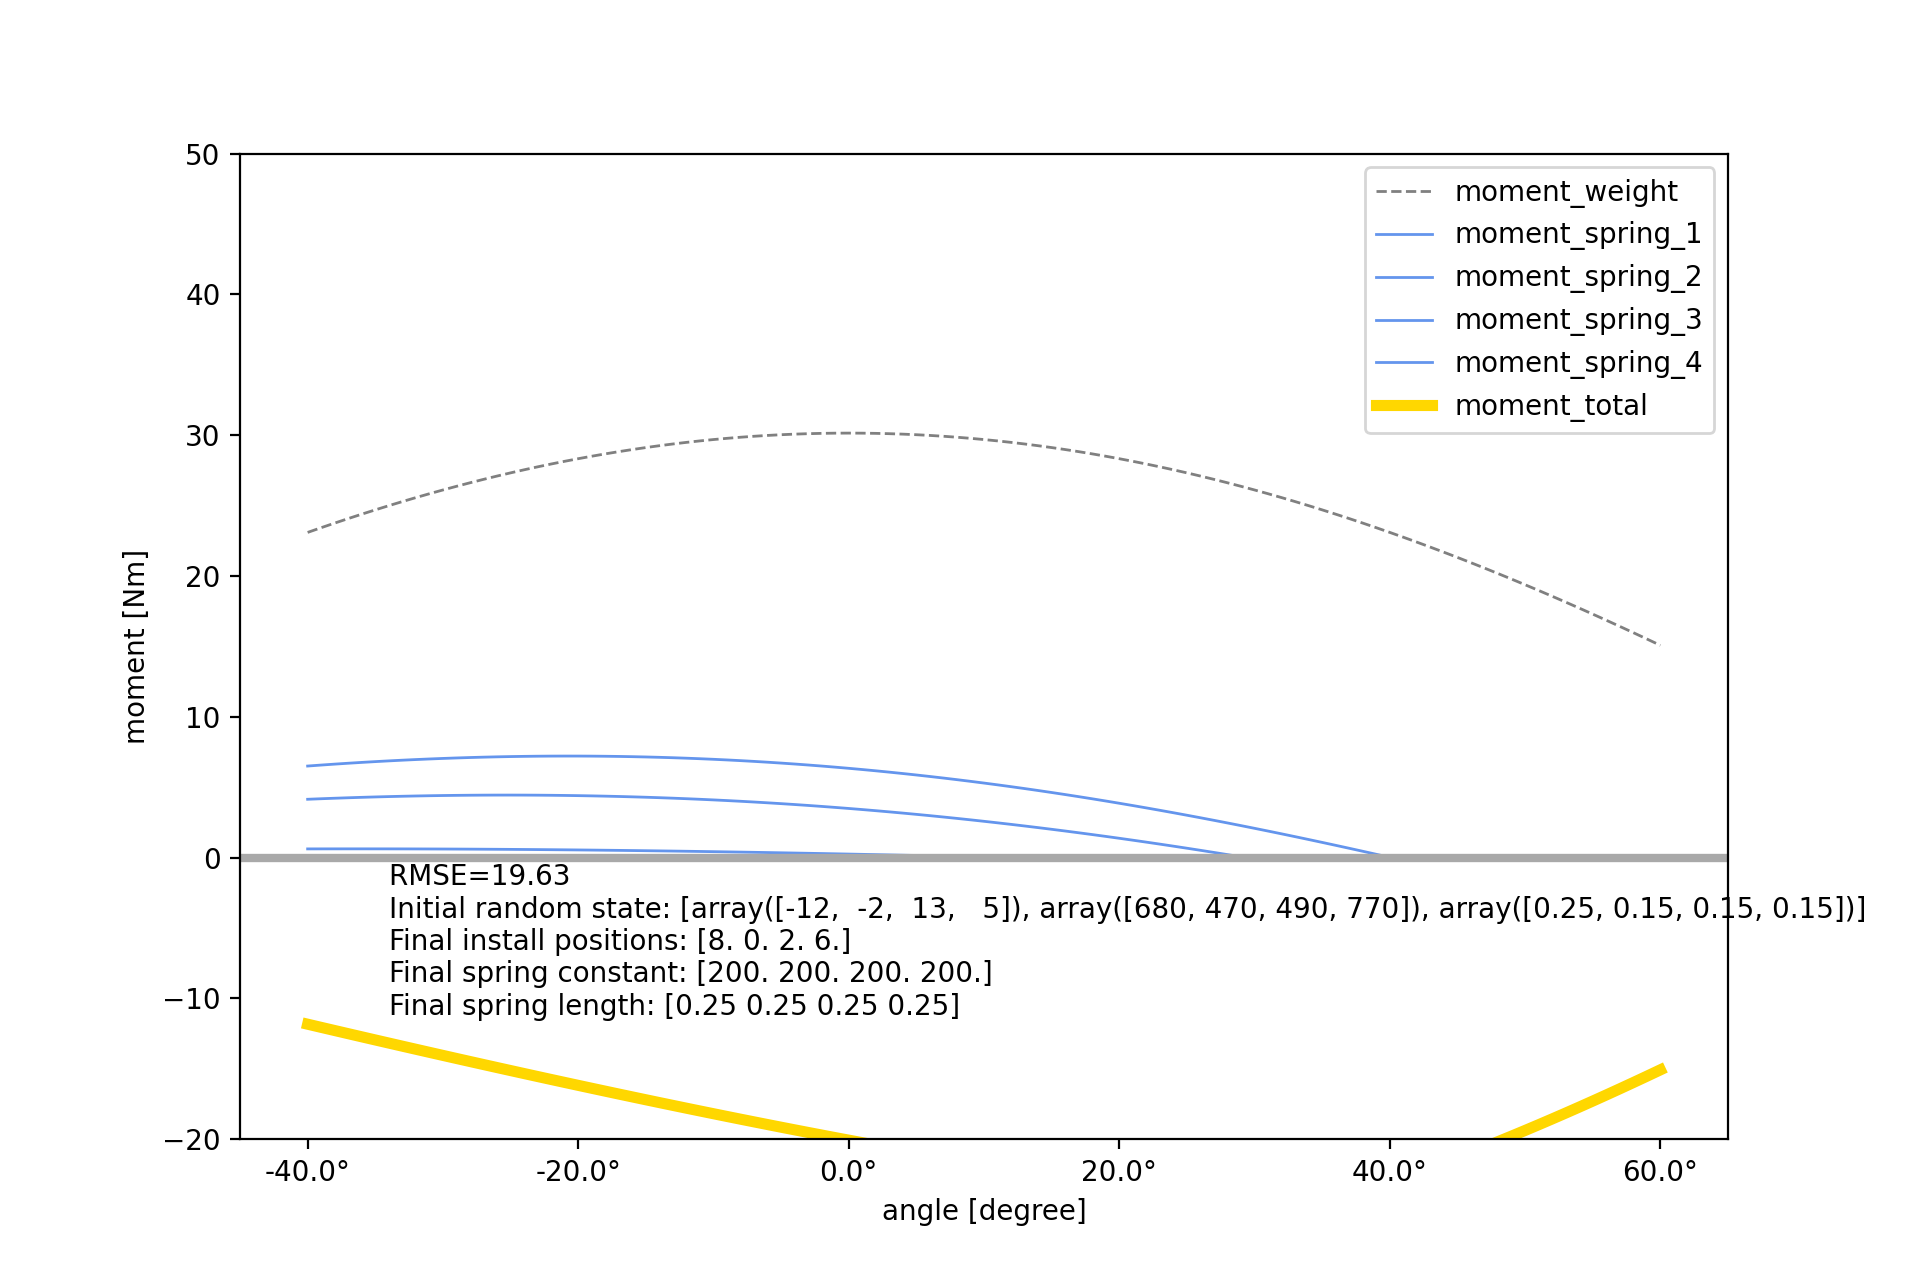 50
40
30
20
10
0
−10
−20
moment [Nm]
moment_weight
moment_spring_1
moment_spring_2
moment_spring_3
moment_spring_4
moment_total
RMSE=19.63
Initial random state: [array([-12,  -2,  13,   5]), array([680, 470, 490, 770]), array([0.25, 0.15, 0.15, 0.15])]
Final install positions: [8. 0. 2. 6.]
Final spring constant: [200. 200. 200. 200.]
Final spring length: [0.25 0.25 0.25 0.25]
-40.0° -20.0° 0.0° 20.0° 40.0° 60.0°
angle [degree]